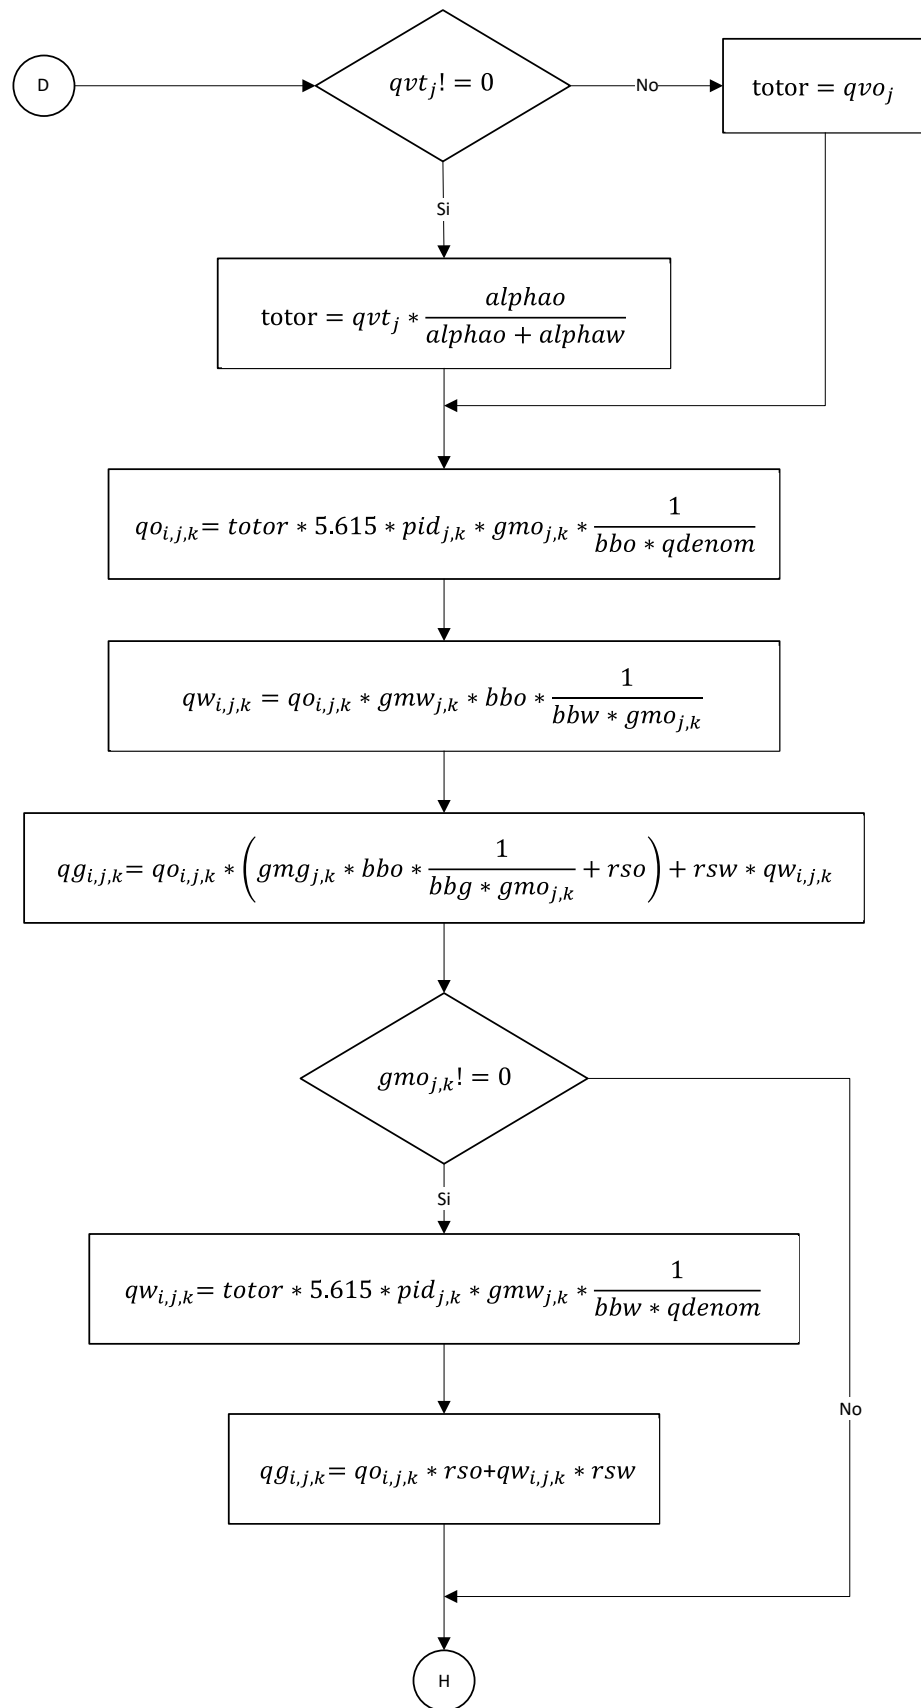 D
qvt_j! = 0
No
totor = qvo_j
Si
totor = qvt_j * alphao / (alphao + alphaw)
qo_{i,j,k}= totor * 5.615 * pid_{j,k} * gmo_{j,k} * 1 / (bbo * qdenom)
qw_{i,j,k} = qo_{i,j,k} * gmw_{j,k} * bbo * 1 / (bbw * gmo_{j,k})
qg_{i,j,k}= qo_{i,j,k} * (gmg_{j,k} * bbo * 1 / (bbg * gmo_{j,k}) + rso) + rsw * qw_{i,j,k}
gmo_{j,k}! = 0
Si
qw_{i,j,k}= totor * 5.615 * pid_{j,k} * gmw_{j,k} * 1 / (bbw * qdenom)
No
qg_{i,j,k}= qo_{i,j,k} * rso+qw_{i,j,k} * rsw
H